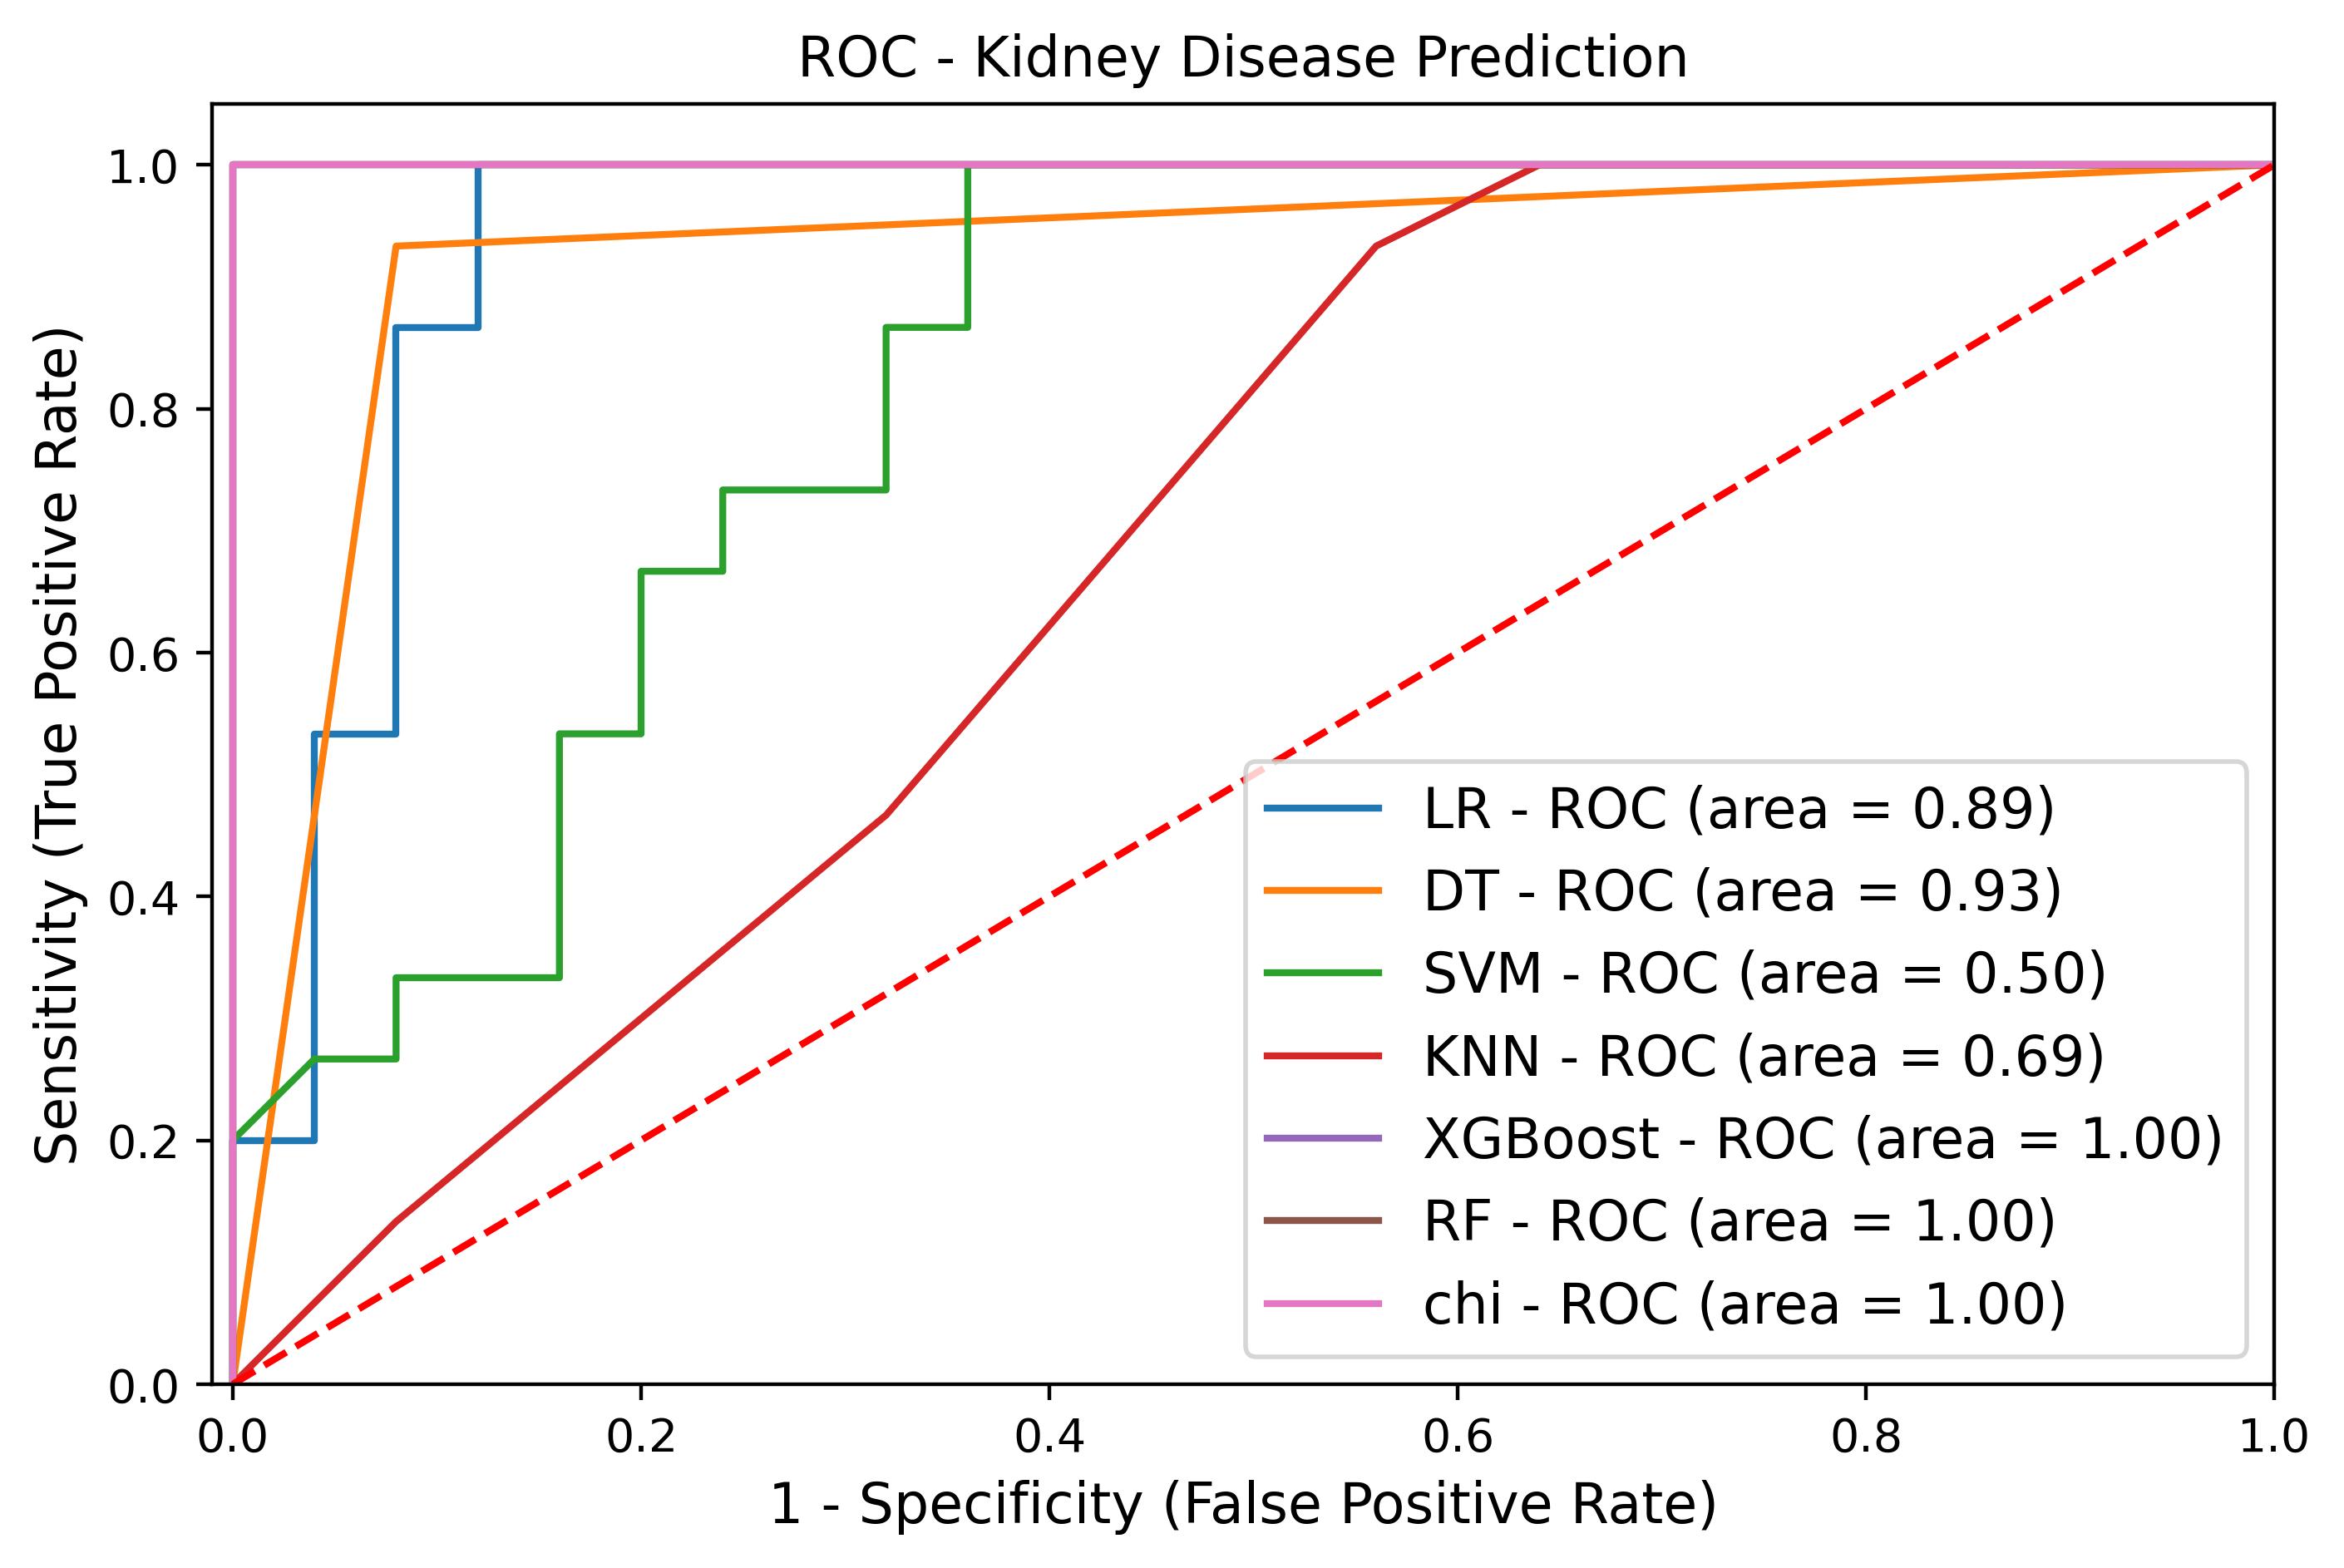 ROC - Kidney Disease Prediction
Sensitivity (True Positive Rate)
1.0
0.8
0.6
0.4
0.2
0.0
LR - ROC (area = 0.89)
DT - ROC (area = 0.93)
SVM - ROC (area = 0.50)
KNN - ROC (area = 0.69)
XGBoost - ROC (area = 1.00)
RF - ROC (area = 1.00)
chi - ROC (area = 1.00)
0.0 0.2 0.4 0.6 0.8 1.0
1 - Specificity (False Positive Rate)